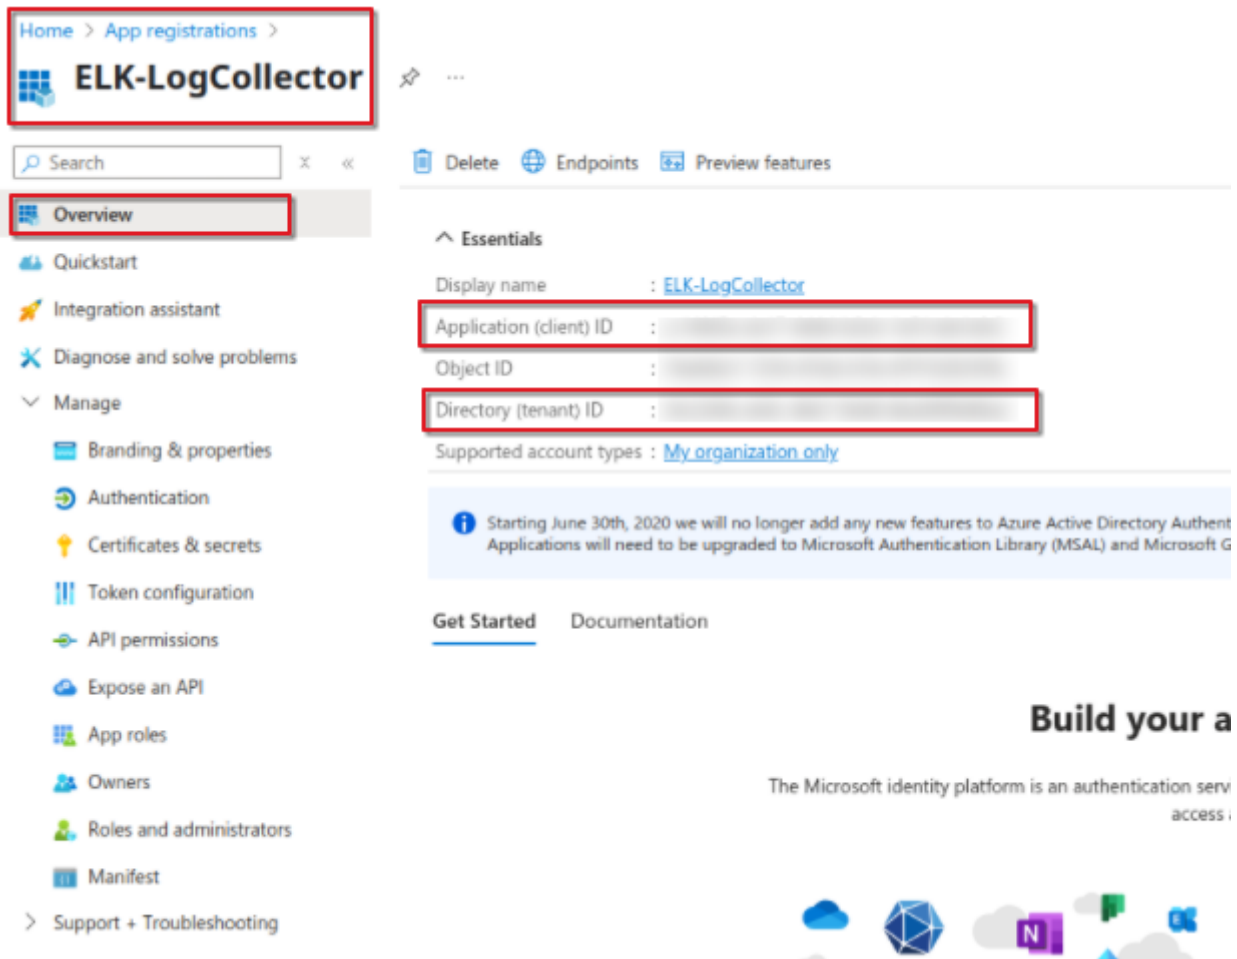 Home > App registrations >
ELK-LogCollector
...
Search
Delete Endpoints Preview features
Overview
Quickstart
Integration assistant
Diagnose and solve problems
Manage
Branding & properties
Authentication
Certificates & secrets
Token configuration
API permissions
Expose an API
App roles
Owners
Roles and administrators
Manifest
Support + Troubleshooting
Essentials
Display name : ELK-LogCollector
Application (client) ID :
Object ID :
Directory (tenant) ID :
Supported account types : My organization only
Starting June 30th, 2020 we will no longer add any new features to Azure Active Directory Authent
Applications will need to be upgraded to Microsoft Authentication Library (MSAL) and Microsoft G
Get Started Documentation
Build your a
The Microsoft identity platform is an authentication serv
access
N